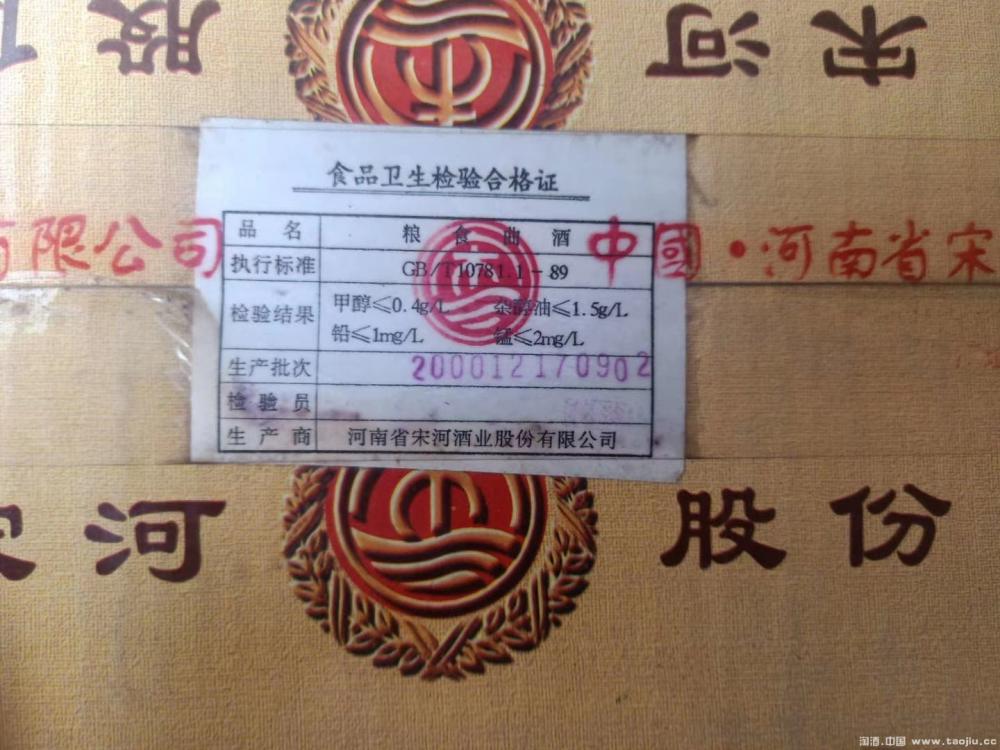 宋河
股
食品卫生检验合格证
品名 粮食曲酒
执行标准 GB/T10781.1-89
检验结果 甲醇≤0.4g/L 杂醇油≤1.5g/L
铅≤1mg/L 锰≤2mg/L
生产批次 200012170902
检验员
生产商 河南省宋河酒业股份有限公司
有限公司 中國·河南省宋
宋河 股份
淘酒.中国 www.taojiu.cc